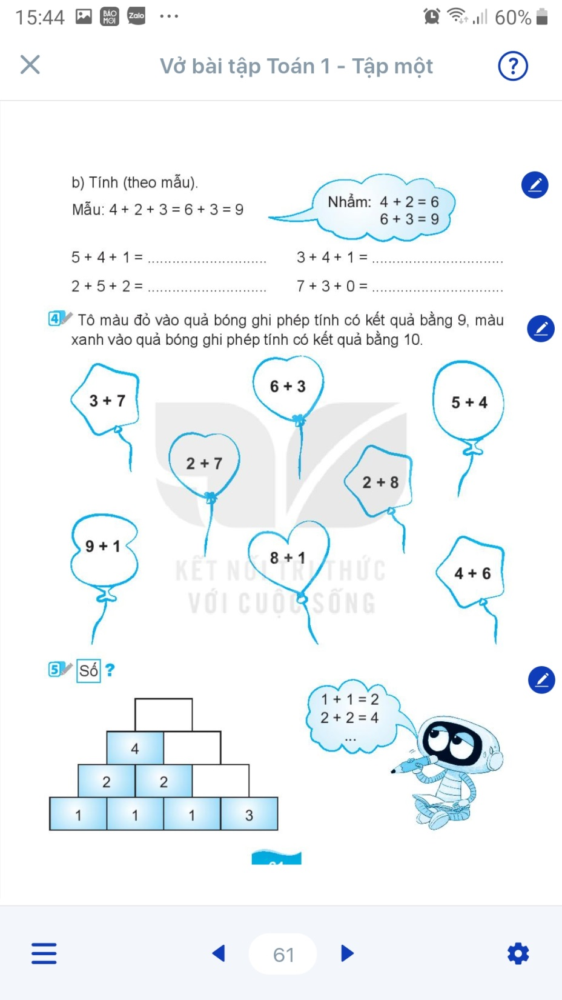 15:44 BÁO MỚI Zalo ... 60%
Vở bài tập Toán 1 - Tập một ?
b) Tính (theo mẫu).
Mẫu: 4 + 2 + 3 = 6 + 3 = 9
Nhẩm: 4 + 2 = 6
6 + 3 = 9
5 + 4 + 1 = ............................ 3 + 4 + 1 = ...............................
2 + 5 + 2 = ............................ 7 + 3 + 0 = ...............................
4 Tô màu đỏ vào quả bóng ghi phép tính có kết quả bằng 9, màu
xanh vào quả bóng ghi phép tính có kết quả bằng 10.
3 + 7
6 + 3
5 + 4
2 + 7
2 + 8
9 + 1
8 + 1
4 + 6
KẾT NỐI TRI THỨC
VỚI CUỘC SỐNG
5 Số ?
1 + 1 = 2
2 + 2 = 4
...
4
2 2
1 1 1 3
61